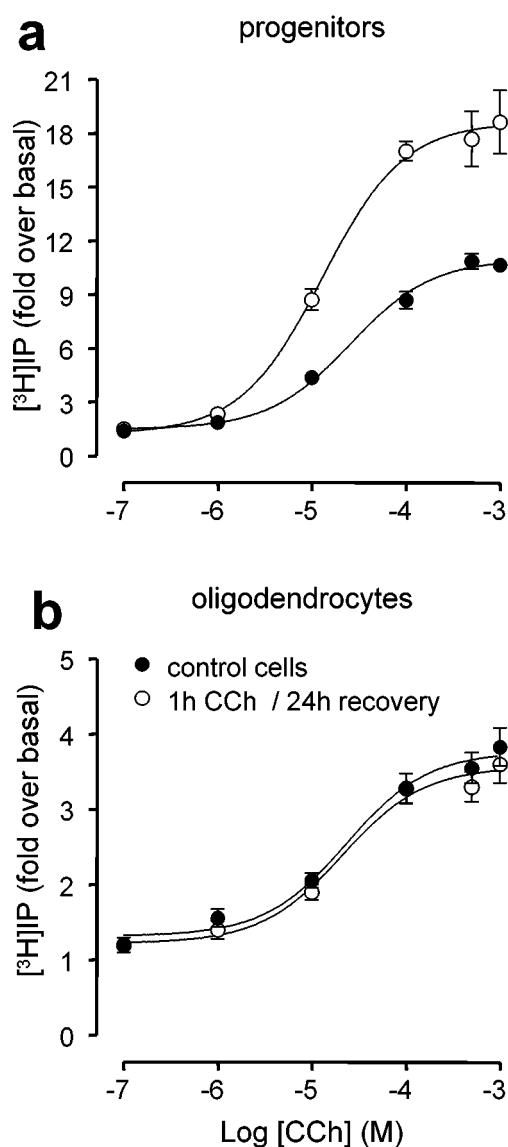 a
progenitors
[³H]IP (fold over basal)
21
18
15
12
9
6
3
0
-7 -6 -5 -4 -3
b
oligodendrocytes
[³H]IP (fold over basal)
5
4
3
2
1
0
control cells
1h CCh / 24h recovery
-7 -6 -5 -4 -3
Log [CCh] (M)